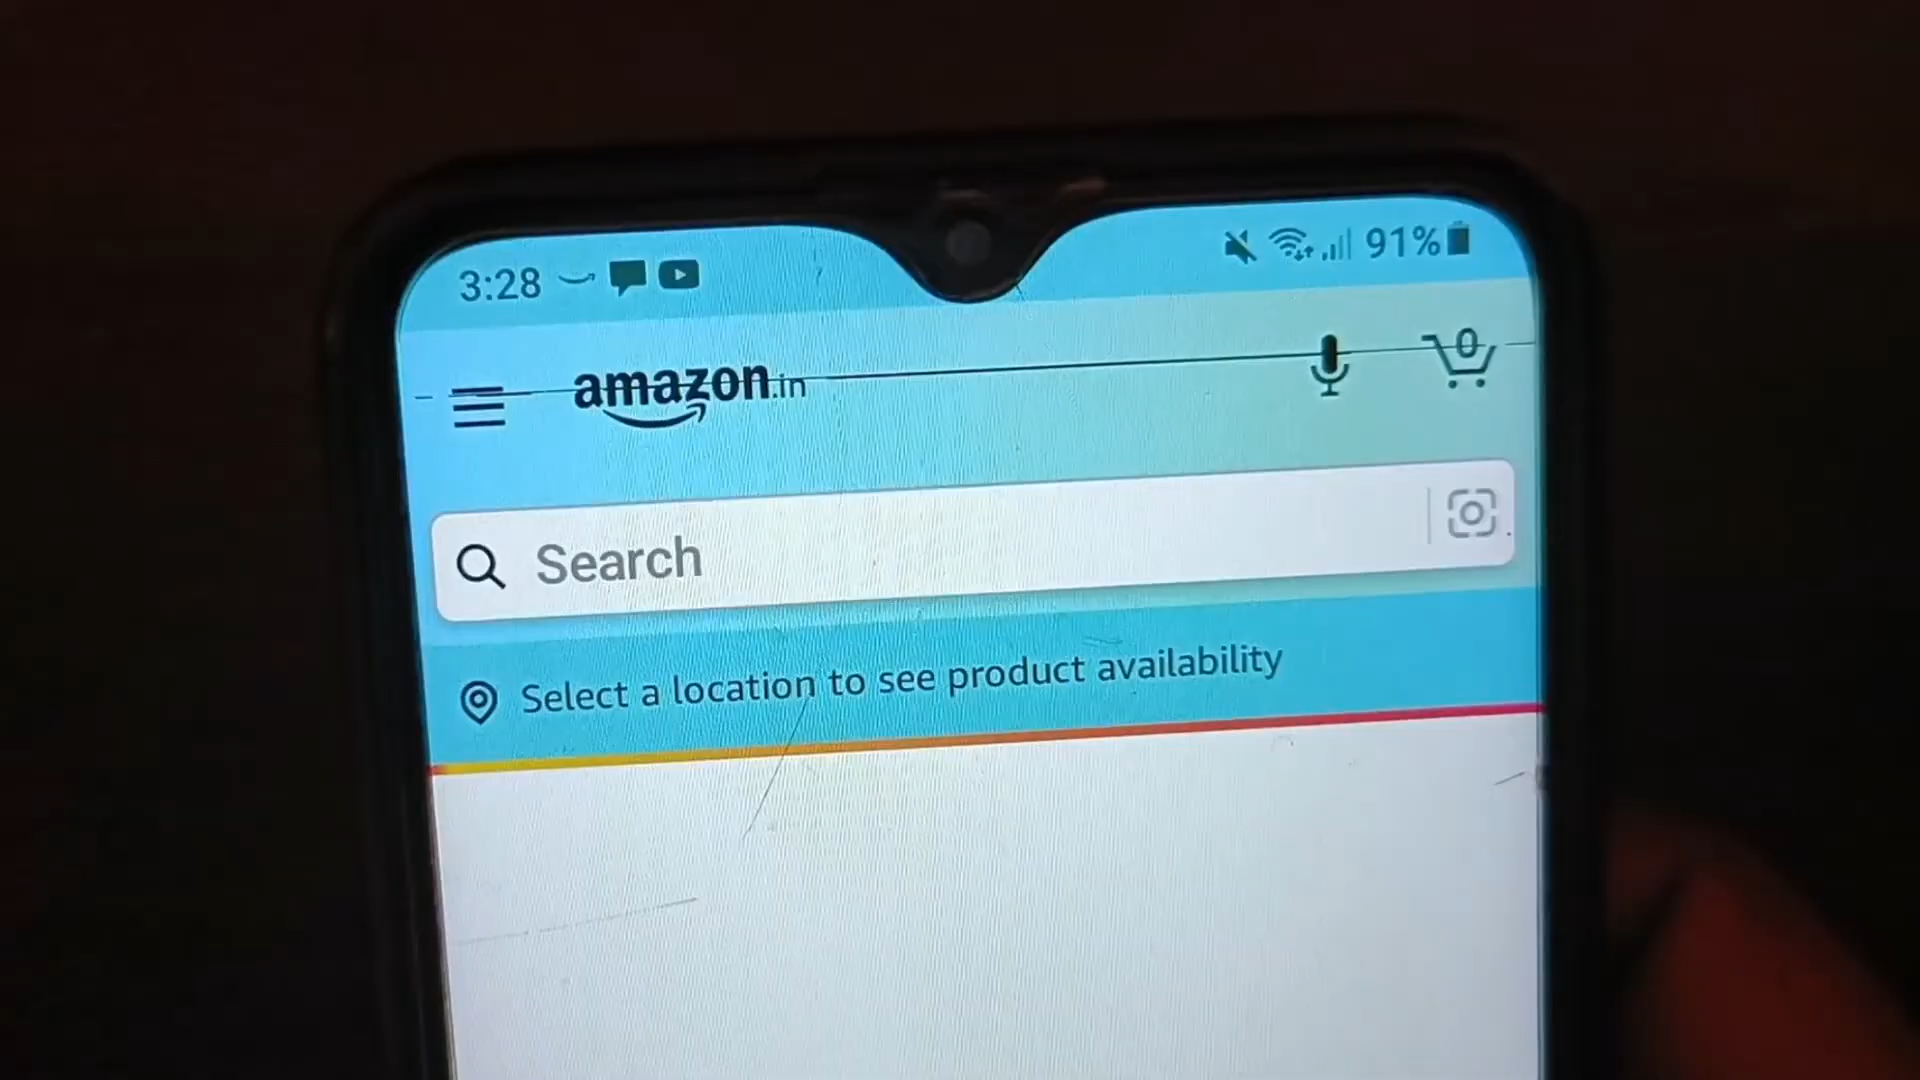 3:28 91%
amazon.in 0
Search
Select a location to see product availability